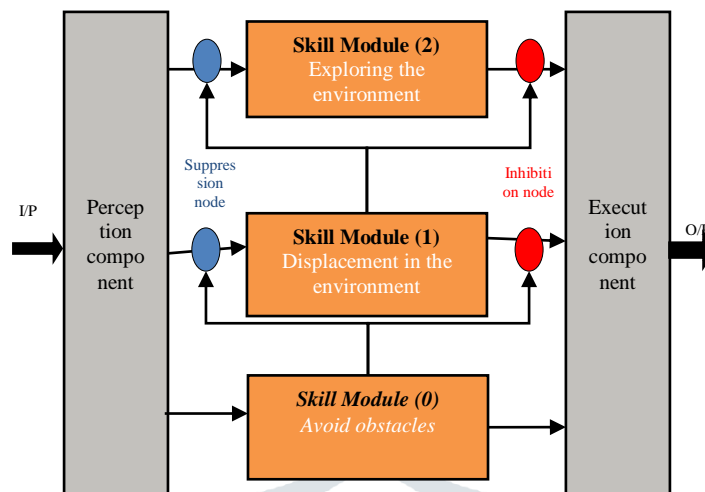 Skill Module (2)
Exploring the
environment
Suppres
sion
node
Inhibiti
on node
I/P
Percep
tion
compo
nent
Skill Module (1)
Displacement in the
environment
Execut
ion
compo
nent
O/
Skill Module (0)
Avoid obstacles